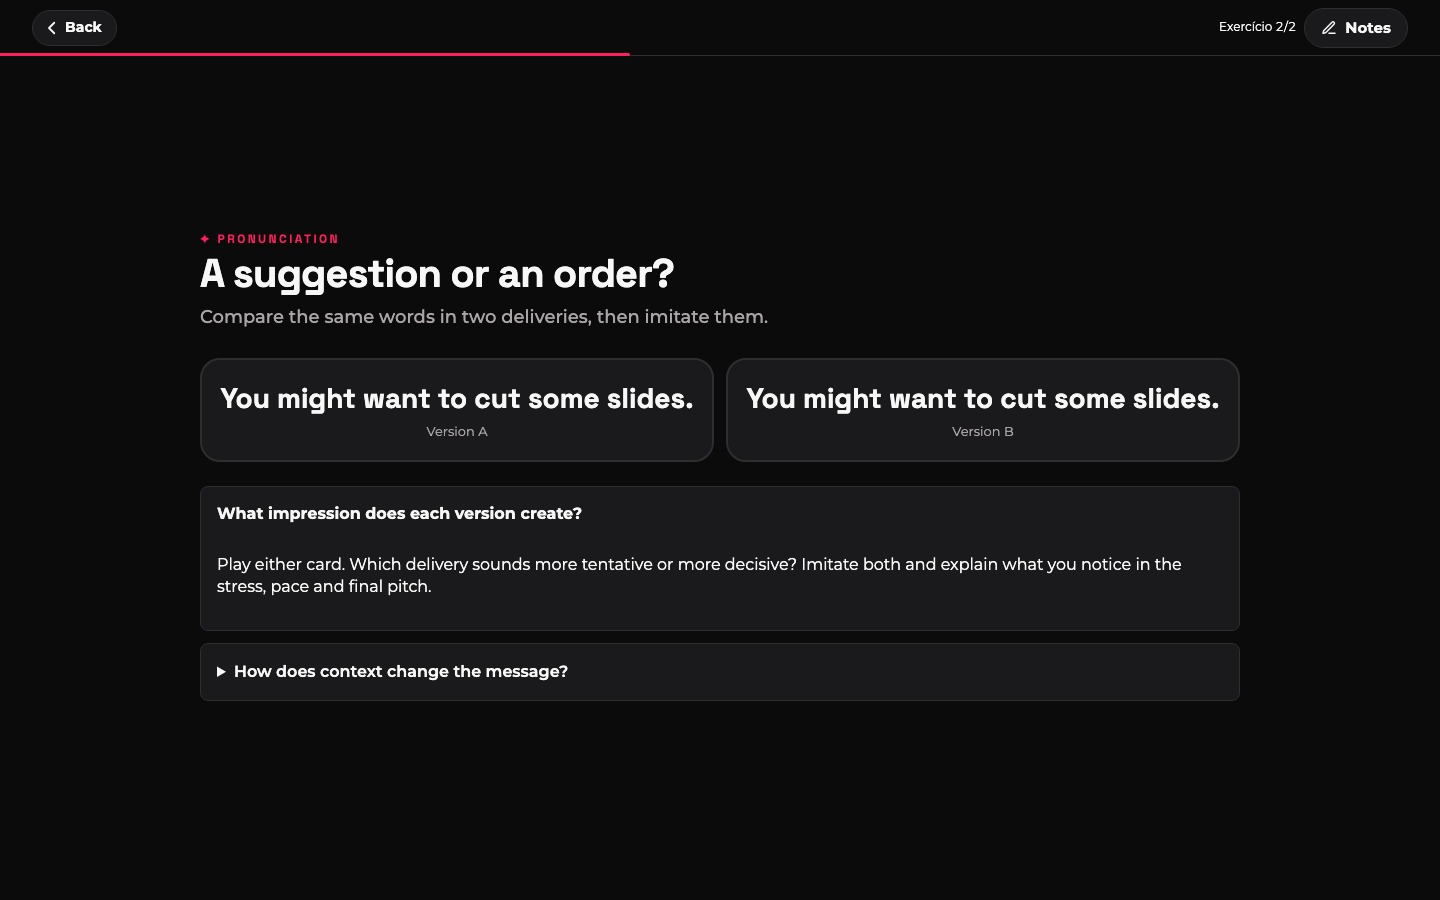 Back
Exercício 2/2
Notes
PRONUNCIATION
A suggestion or an order?
Compare the same words in two deliveries, then imitate them.
You might want to cut some slides.
Version A
You might want to cut some slides.
Version B
What impression does each version create?
Play either card. Which delivery sounds more tentative or more decisive? Imitate both and explain what you notice in the
stress, pace and final pitch.
How does context change the message?